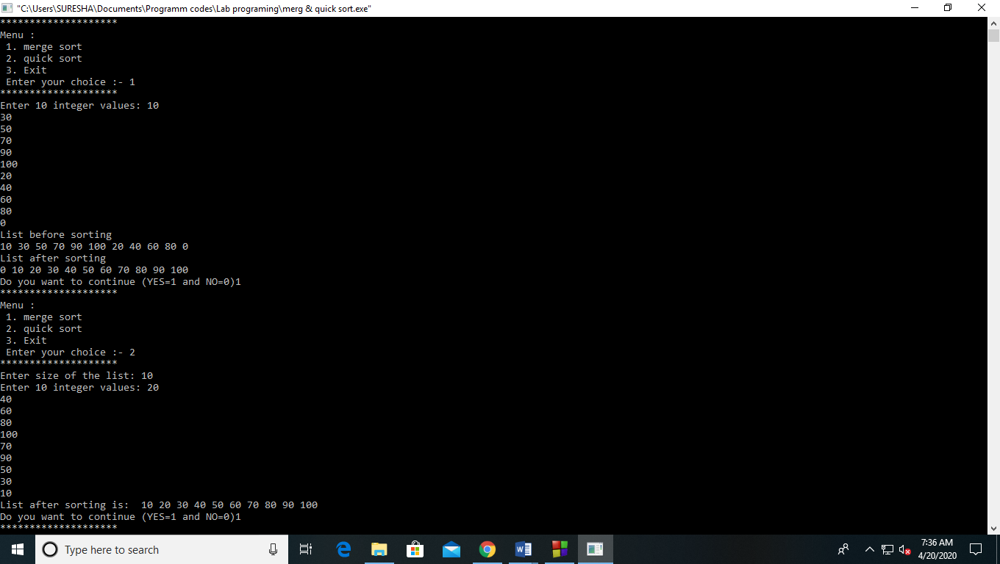 "C:\Users\SURESHA\Documents\Programm codes\Lab programing\merg & quick sort.exe"
********************
Menu :
 1. merge sort
 2. quick sort
 3. Exit
 Enter your choice :- 1
********************
Enter 10 integer values: 10
30
50
70
90
100
20
40
60
80
0
List before sorting
10 30 50 70 90 100 20 40 60 80 0
List after sorting
0 10 20 30 40 50 60 70 80 90 100
Do you want to continue (YES=1 and NO=0)1
********************
Menu :
 1. merge sort
 2. quick sort
 3. Exit
 Enter your choice :- 2
********************
Enter size of the list: 10
Enter 10 integer values: 20
40
60
80
100
70
90
50
30
10
List after sorting is:  10 20 30 40 50 60 70 80 90 100
Do you want to continue (YES=1 and NO=0)1
********************
Type here to search
7:36 AM
4/20/2020